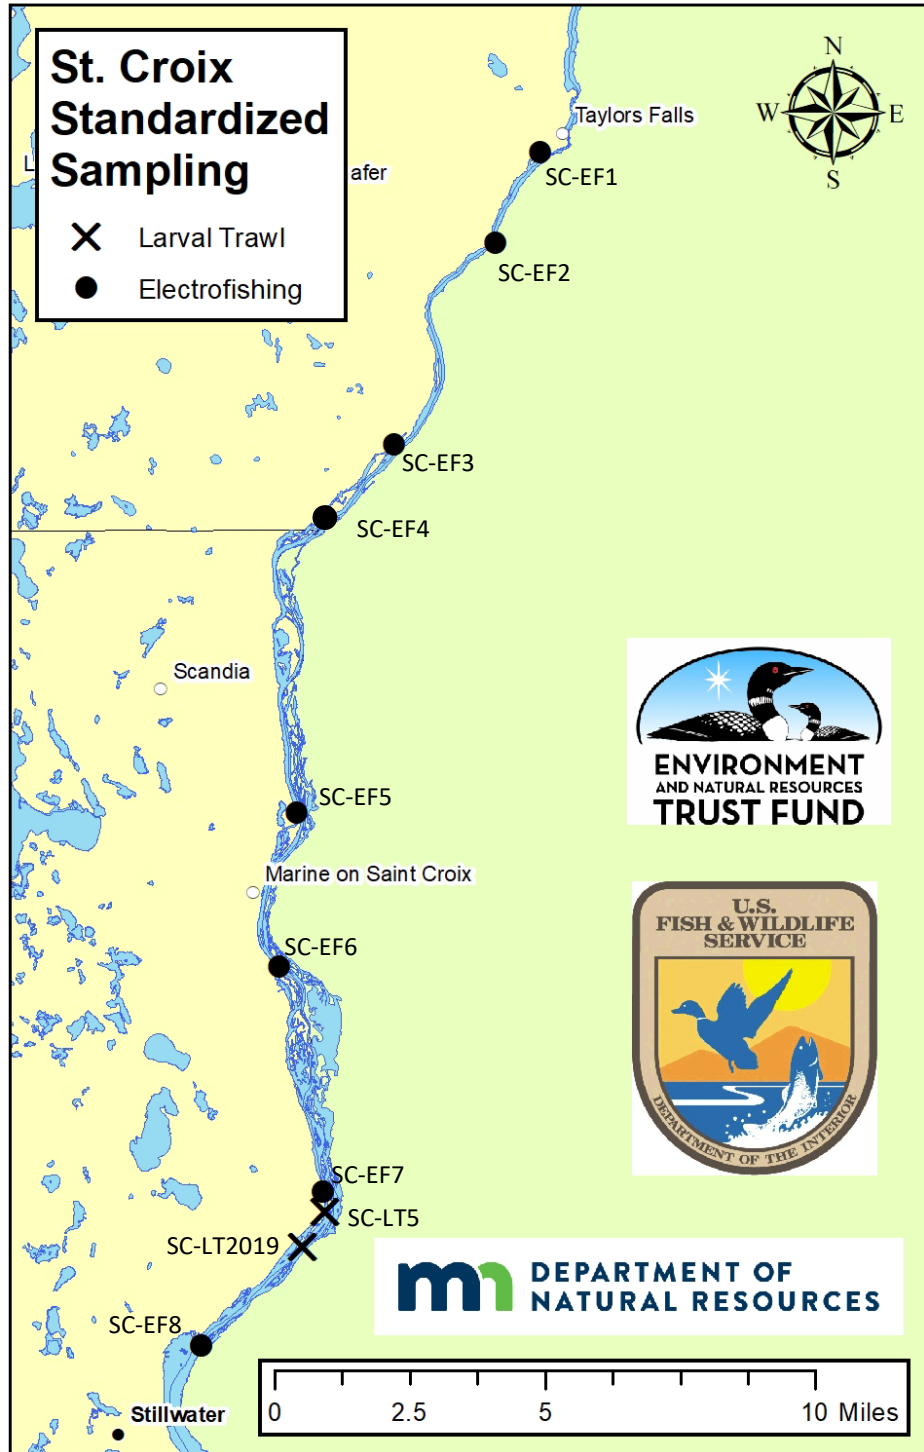 St. Croix
Standardized
Sampling
Larval Trawl
Electrofishing
L
afer
N
W
E
S
Taylors Falls
SC-EF1
SC-EF2
SC-EF3
SC-EF4
Scandia
SC-EF5
Marine on Saint Croix
SC-EF6
SC-EF7
SC-LT5
SC-LT2019
SC-EF8
Stillwater
ENVIRONMENT
AND NATURAL RESOURCES
TRUST FUND
U.S.
FISH & WILDLIFE
SERVICE
DEPARTMENT OF THE INTERIOR
mn DEPARTMENT OF
NATURAL RESOURCES
0 2.5 5 10 Miles